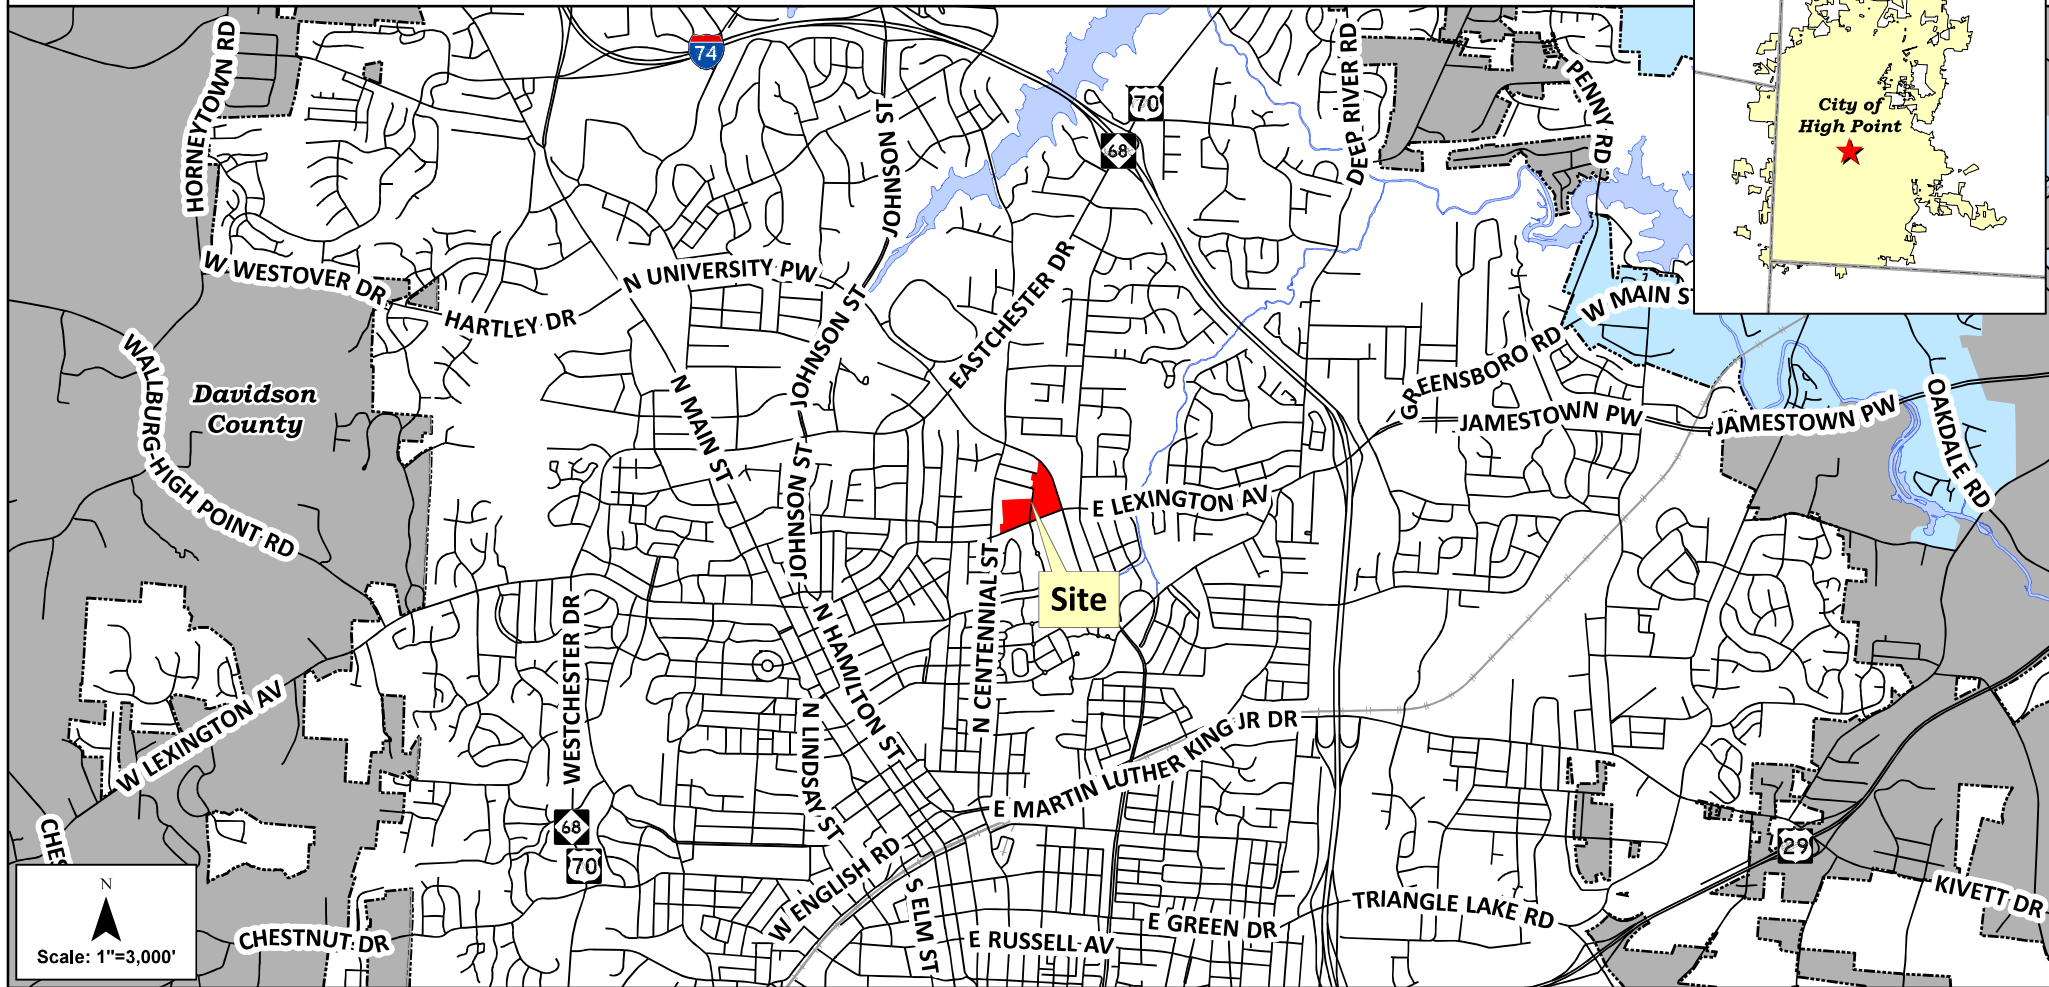 74
70
68
HORNEYTOWN RD
JOHNSON ST
DEEP RIVER RD
PENNY RD
City of
High Point
W WESTOVER DR
HARTLEY DR
N UNIVERSITY PW
JOHNSON ST
EASTCHESTER DR
W MAIN S
GREENSBORO RD
WALLBURG-HIGH POINT RD
Davidson
County
N MAIN ST
JOHNSON ST
JAMESTOWN PW
JAMESTOWN PW
OAKDALE RD
E LEXINGTON AV
N CENTENNIAL ST
Site
WESTCHESTER DR
N HAMLTON ST
N LINDSAY ST
W LEXINGTON AV
E MARTIN LUTHER KING JR DR
68
70
29
CHES
N
Scale: 1"=3,000'
CHESTNUT DR
W ENGLISH RD
S ELM ST
E RUSSELL AV
E GREEN DR
TRIANGLE LAKE RD
KIVETT DR